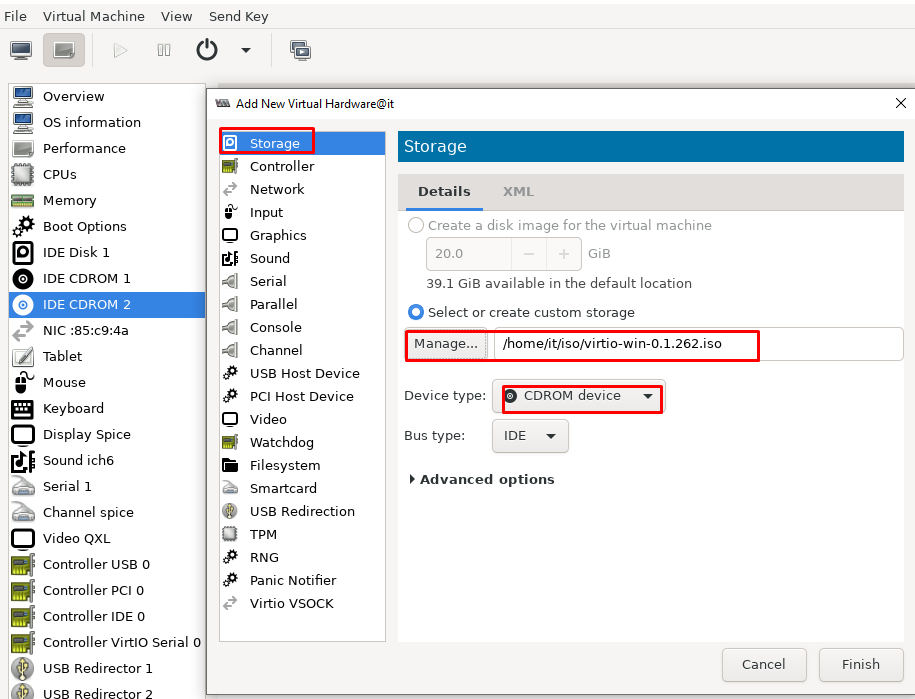 File Virtual Machine View Send Key
Overview
OS information
Performance
CPUs
Memory
Boot Options
IDE Disk 1
IDE CDROM 1
IDE CDROM 2
NIC :85:c9:4a
Tablet
Mouse
Keyboard
Display Spice
Sound ich6
Serial 1
Channel spice
Video QXL
Controller USB 0
Controller PCI 0
Controller IDE 0
Controller VirtIO Serial 0
USB Redirector 1
USB Redirector 2
Add New Virtual Hardware@it
Storage
Controller
Network
Input
Graphics
Sound
Serial
Parallel
Console
Channel
USB Host Device
PCI Host Device
Video
Watchdog
Filesystem
Smartcard
USB Redirection
TPM
RNG
Panic Notifier
Virtio VSOCK
Storage
Details XML
Create a disk image for the virtual machine
20.0 − + GiB
39.1 GiB available in the default location
Select or create custom storage
Manage... /home/it/iso/virtio-win-0.1.262.iso
Device type: CDROM device
Bus type: IDE
Advanced options
Cancel Finish